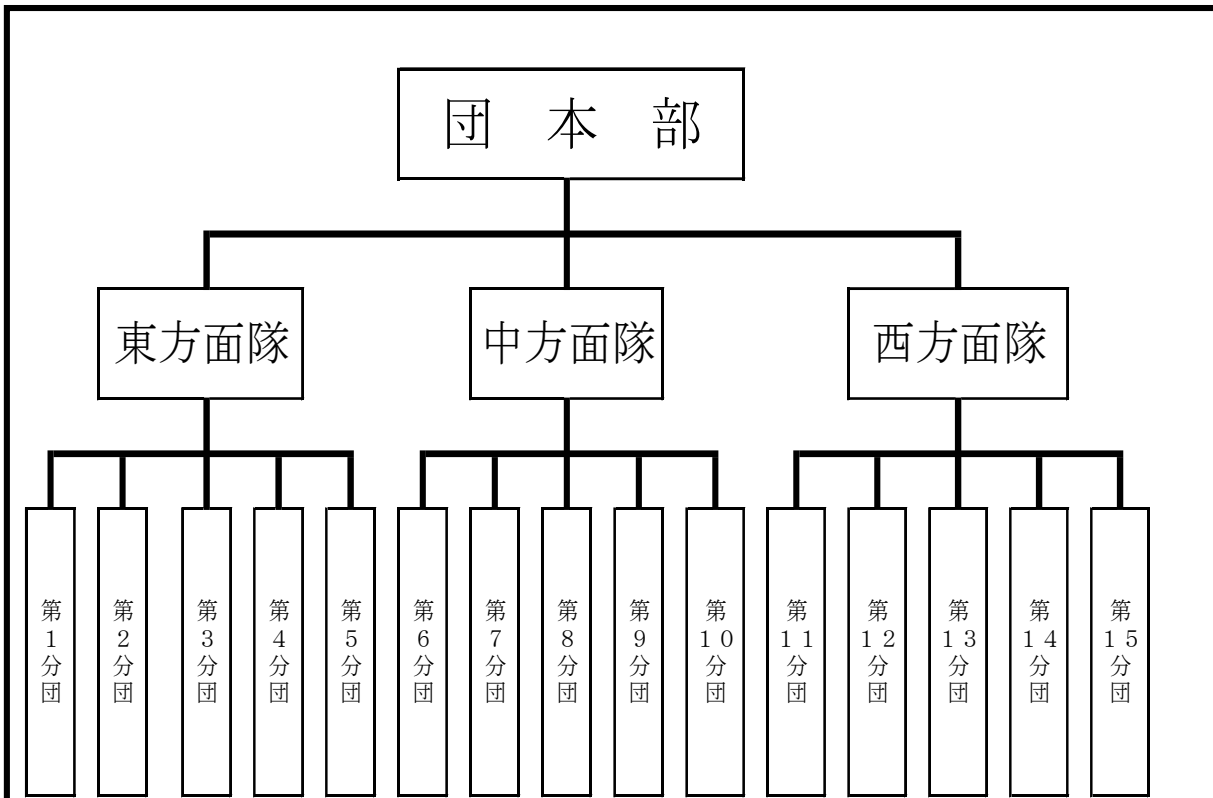 団　本　部
東方面隊
中方面隊
西方面隊
第１分団
第２分団
第３分団
第４分団
第５分団
第６分団
第７分団
第８分団
第９分団
第１０分団
第１１分団
第１２分団
第１３分団
第１４分団
第１５分団